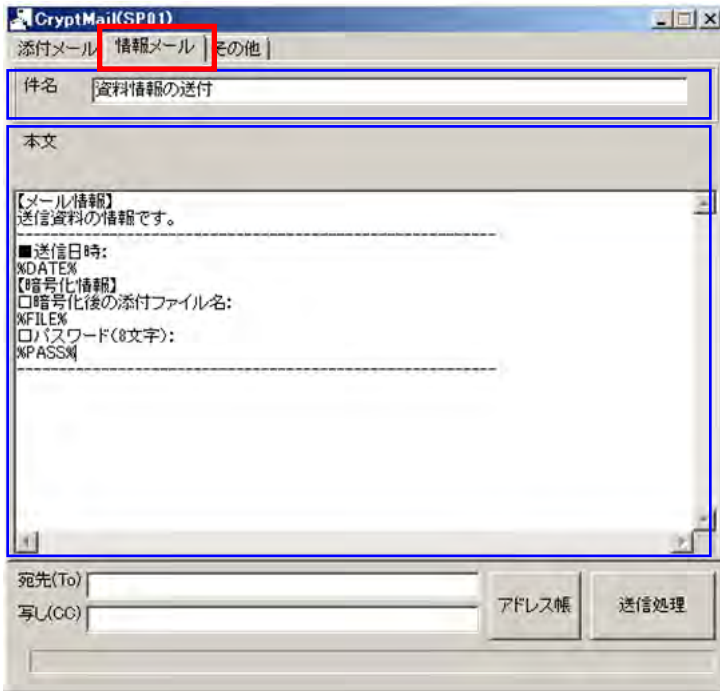 CryptMail(SP01)
添付メール 情報メール その他
件名 資料情報の送付
本文
【メール情報】
送信資料の情報です。
------------------------------------------------------------
■送信日時:
%DATE%
【暗号化情報】
□暗号化後の添付ファイル名:
%FILE%
□パスワード(8文字):
%PASS%
------------------------------------------------------------
宛先(To)
写し(CC)
アドレス帳 送信処理